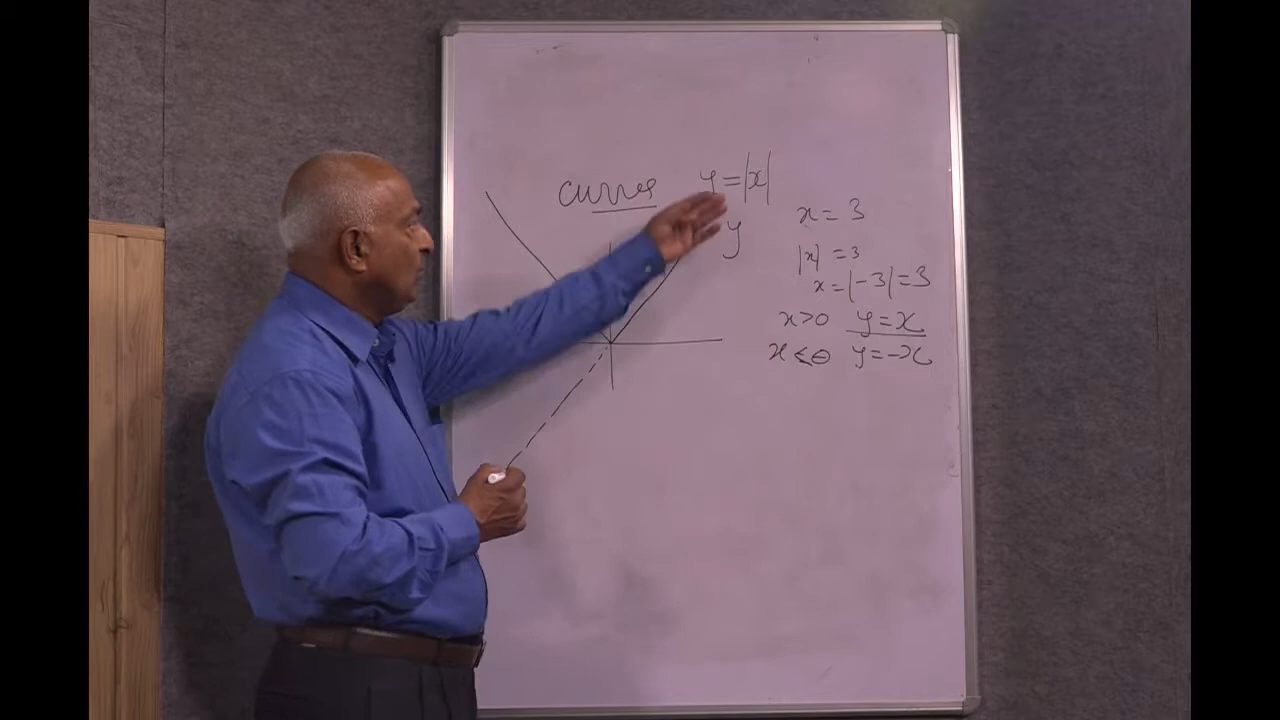 curves y=|x|
y
x = 3
|x| = 3
x = |-3| = 3
x>0 y=x
x<0 y=-x